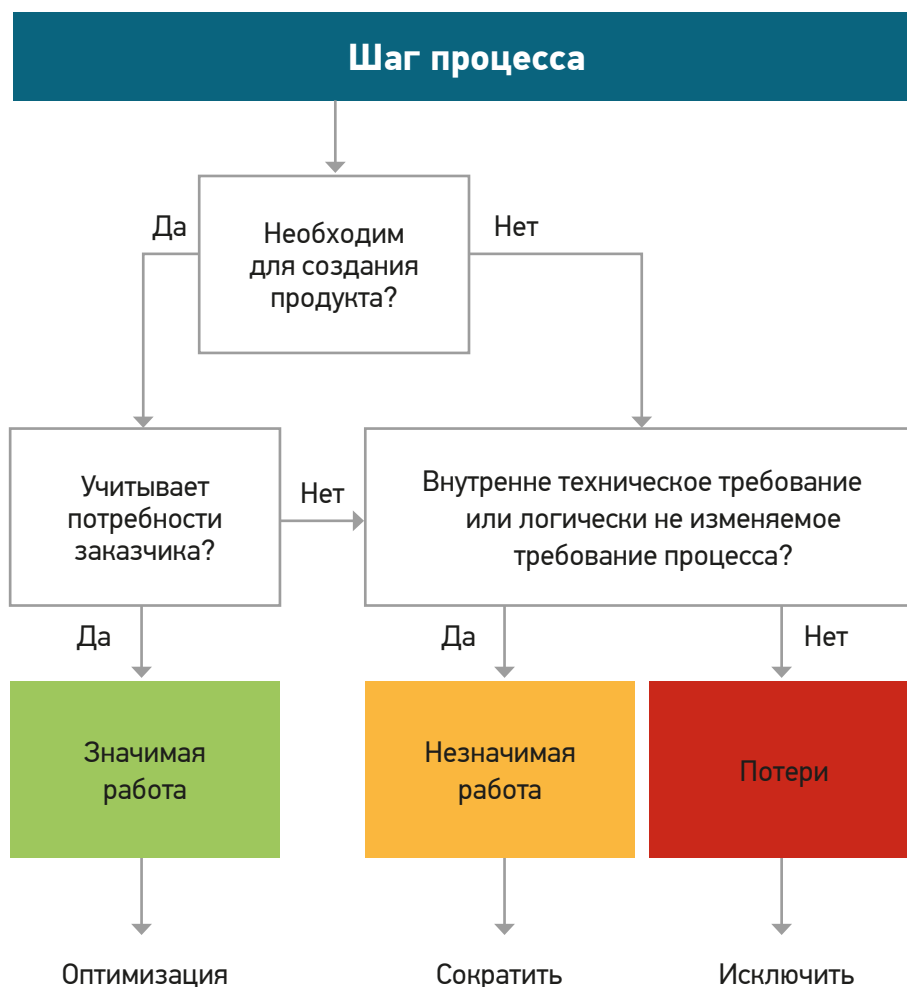 Шаг процесса
Да
Нет
Необходим
для создания
продукта?
Учитывает
потребности
заказчика?
Нет
Внутренне техническое требование
или логически не изменяемое
требование процесса?
Да
Да
Нет
Значимая
работа
Незначимая
работа
Потери
Оптимизация
Сократить
Исключить